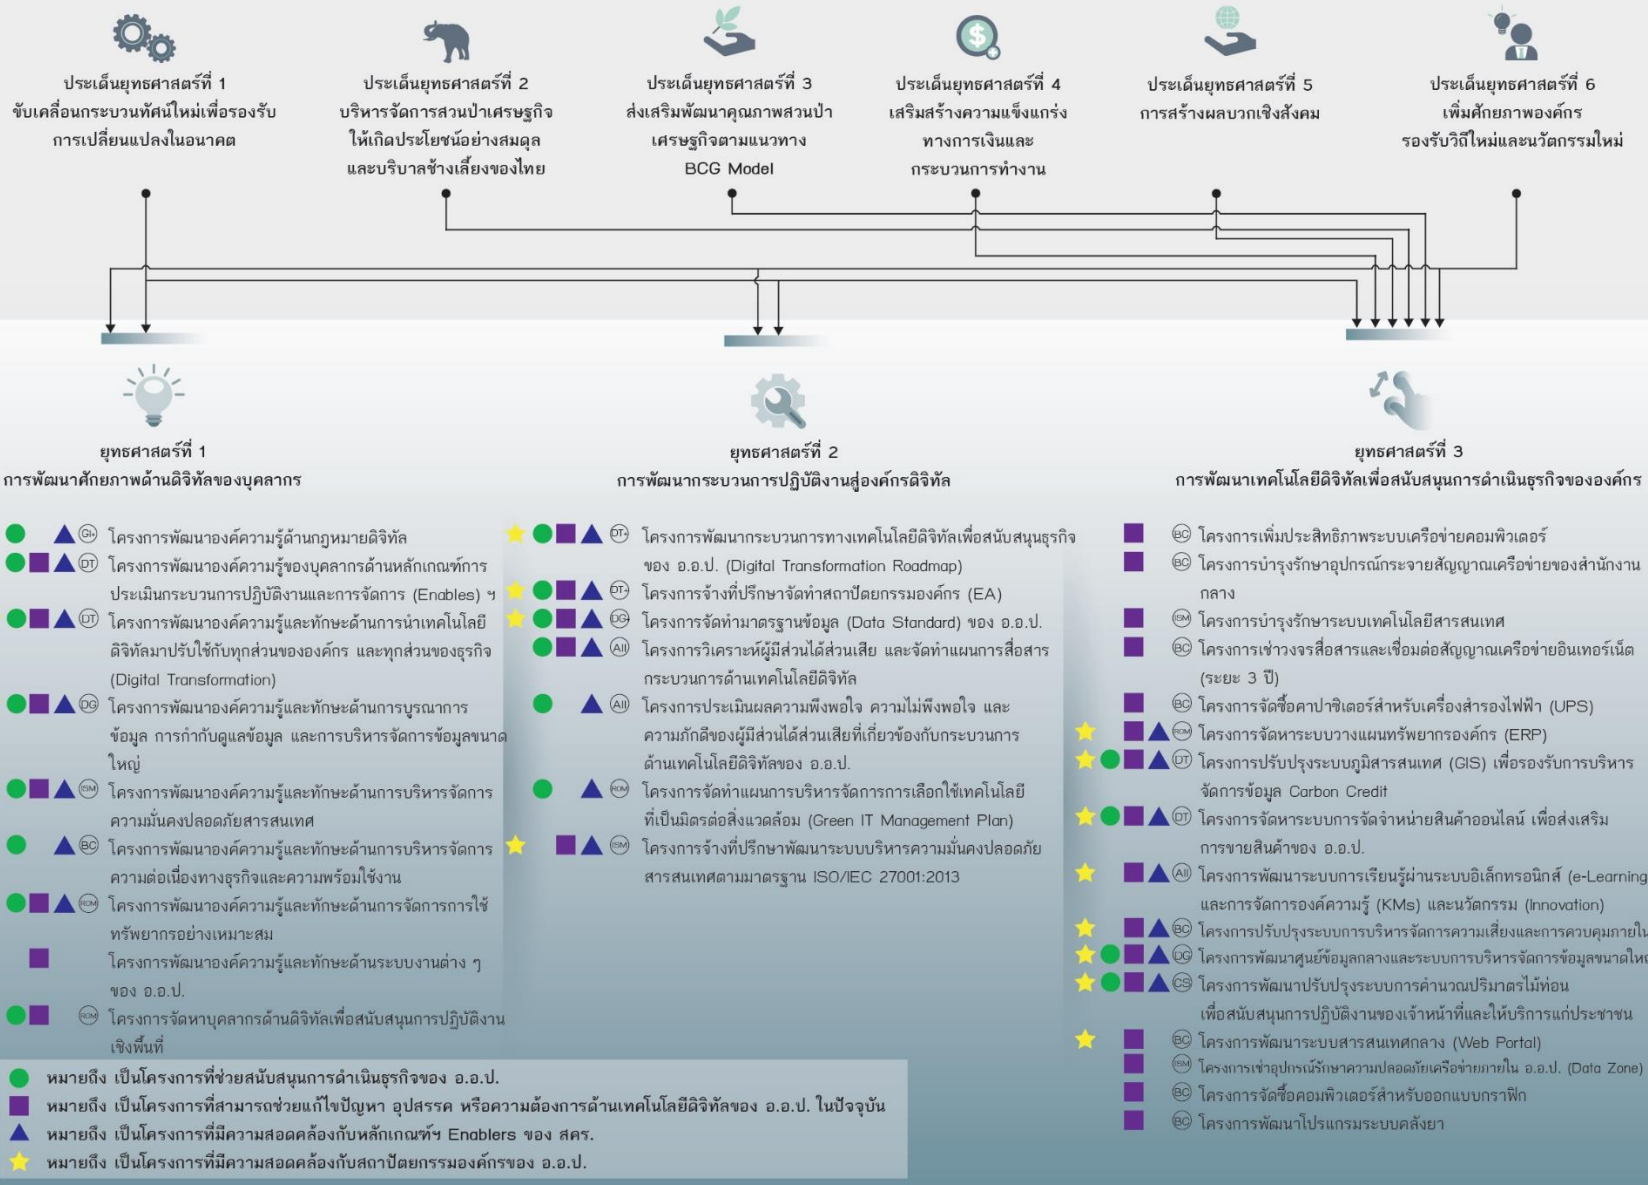 ประเด็นยุทธศาสตร์ที่ 1
ขับเคลื่อนกระบวนทัศน์ใหม่เพื่อรองรับ
การเปลี่ยนแปลงในอนาคต
ประเด็นยุทธศาสตร์ที่ 2
บริหารจัดการสวนป่าเศรษฐกิจ
ให้เกิดประโยชน์อย่างสมดุล
และบริบาลช้างเลี้ยงของไทย
ประเด็นยุทธศาสตร์ที่ 3
ส่งเสริมพัฒนาคุณภาพสวนป่า
เศรษฐกิจตามแนวทาง
BCG Model
ประเด็นยุทธศาสตร์ที่ 4
เสริมสร้างความแข็งแกร่ง
ทางการเงินและ
กระบวนการทำงาน
ประเด็นยุทธศาสตร์ที่ 5
การสร้างผลบวกเชิงสังคม
ประเด็นยุทธศาสตร์ที่ 6
เพิ่มศักยภาพองค์กร
รองรับวิถีใหม่และนวัตกรรมใหม่
ยุทธศาสตร์ที่ 1
การพัฒนาศักยภาพด้านดิจิทัลของบุคลากร
โครงการพัฒนาองค์ความรู้ด้านกฎหมายดิจิทัล
DT โครงการพัฒนาองค์ความรู้ของบุคลากรด้านหลักเกณฑ์การ
ประเมินกระบวนการปฏิบัติงานและการจัดการ (Enables) ฯ
DT โครงการพัฒนาองค์ความรู้และทักษะด้านการนำเทคโนโลยี
ดิจิทัลมาปรับใช้กับทุกส่วนขององค์กร และทุกส่วนของธุรกิจ
(Digital Transformation)
DG โครงการพัฒนาองค์ความรู้และทักษะด้านการบูรณาการ
ข้อมูล การกำกับดูแลข้อมูล และการบริหารจัดการข้อมูลขนาด
ใหญ่
ISM โครงการพัฒนาองค์ความรู้และทักษะด้านการบริหารจัดการ
ความมั่นคงปลอดภัยสารสนเทศ
BC โครงการพัฒนาองค์ความรู้และทักษะด้านการบริหารจัดการ
ความต่อเนื่องทางธุรกิจและความพร้อมใช้งาน
ROM โครงการพัฒนาองค์ความรู้และทักษะด้านการจัดการการใช้
ทรัพยากรอย่างเหมาะสม
โครงการพัฒนาองค์ความรู้และทักษะด้านระบบงานต่าง ๆ
ของ อ.อ.ป.
ROM โครงการจัดหาบุคลากรด้านดิจิทัลเพื่อสนับสนุนการปฏิบัติงาน
เชิงพื้นที่
ยุทธศาสตร์ที่ 2
การพัฒนากระบวนการปฏิบัติงานสู่องค์กรดิจิทัล
DT+ โครงการพัฒนากระบวนการทางเทคโนโลยีดิจิทัลเพื่อสนับสนุนธุรกิจ
ของ อ.อ.ป. (Digital Transformation Roadmap)
DT+ โครงการจ้างที่ปรึกษาจัดทำสถาปัตยกรรมองค์กร (EA)
DG+ โครงการจัดทำมาตรฐานข้อมูล (Data Standard) ของ อ.อ.ป.
All โครงการวิเคราะห์ผู้มีส่วนได้ส่วนเสีย และจัดทำแผนการสื่อสาร
กระบวนการด้านเทคโนโลยีดิจิทัล
All โครงการประเมินผลความพึงพอใจ ความไม่พึงพอใจ และ
ความภักดีของผู้มีส่วนได้ส่วนเสียที่เกี่ยวข้องกับกระบวนการ
ด้านเทคโนโลยีดิจิทัลของ อ.อ.ป.
ROM โครงการจัดทำแผนการบริหารจัดการการเลือกใช้เทคโนโลยี
ที่เป็นมิตรต่อสิ่งแวดล้อม (Green IT Management Plan)
ISM โครงการจ้างที่ปรึกษาพัฒนาระบบบริหารความมั่นคงปลอดภัย
สารสนเทศตามมาตรฐาน ISO/IEC 27001:2013
ยุทธศาสตร์ที่ 3
การพัฒนาเทคโนโลยีดิจิทัลเพื่อสนับสนุนการดำเนินธุรกิจขององค์กร
BC โครงการเพิ่มประสิทธิภาพระบบเครือข่ายคอมพิวเตอร์
BC โครงการบำรุงรักษาอุปกรณ์กระจายสัญญาณเครือข่ายของสำนักงาน
กลาง
ISM โครงการบำรุงรักษาระบบเทคโนโลยีสารสนเทศ
BC โครงการเช่าวงจรสื่อสารและเชื่อมต่อสัญญาณเครือข่ายอินเทอร์เน็ต
(ระยะ 3 ปี)
BC โครงการจัดซื้อคาปาซิเตอร์สำหรับเครื่องสำรองไฟฟ้า (UPS)
ROM โครงการจัดหาระบบวางแผนทรัพยากรองค์กร (ERP)
DT โครงการปรับปรุงระบบภูมิสารสนเทศ (GIS) เพื่อรองรับการบริหาร
จัดการข้อมูล Carbon Credit
DT โครงการจัดหาระบบการจัดจำหน่ายสินค้าออนไลน์ เพื่อส่งเสริม
การขายสินค้าของ อ.อ.ป.
All โครงการพัฒนาระบบการเรียนรู้ผ่านระบบอิเล็กทรอนิกส์ (e-Learning
และการจัดการองค์ความรู้ (KMs) และนวัตกรรม (Innovation)
BC โครงการปรับปรุงระบบการบริหารจัดการความเสี่ยงและการควบคุมภายใน
DG โครงการพัฒนาศูนย์ข้อมูลกลางและระบบการบริหารจัดการข้อมูลขนาดใหญ่
CS โครงการพัฒนาปรับปรุงระบบการคำนวณปริมาตรไม้ท่อน
เพื่อสนับสนุนการปฏิบัติงานของเจ้าหน้าที่และให้บริการแก่ประชาชน
BC โครงการพัฒนาระบบสารสนเทศกลาง (Web Portal)
ISM โครงการเช่าอุปกรณ์รักษาความปลอดภัยเครือข่ายภายใน อ.อ.ป. (Data Zone)
BC โครงการจัดซื้อคอมพิวเตอร์สำหรับออกแบบกราฟิก
BC โครงการพัฒนาโปรแกรมระบบคลังยา
หมายถึง เป็นโครงการที่ช่วยสนับสนุนการดำเนินธุรกิจของ อ.อ.ป.
หมายถึง เป็นโครงการที่สามารถช่วยแก้ไขปัญหา อุปสรรค หรือความต้องการด้านเทคโนโลยีดิจิทัลของ อ.อ.ป. ในปัจจุบัน
หมายถึง เป็นโครงการที่มีความสอดคล้องกับหลักเกณฑ์ฯ Enablers ของ สคร.
หมายถึง เป็นโครงการที่มีความสอดคล้องกับสถาปัตยกรรมองค์กรของ อ.อ.ป.